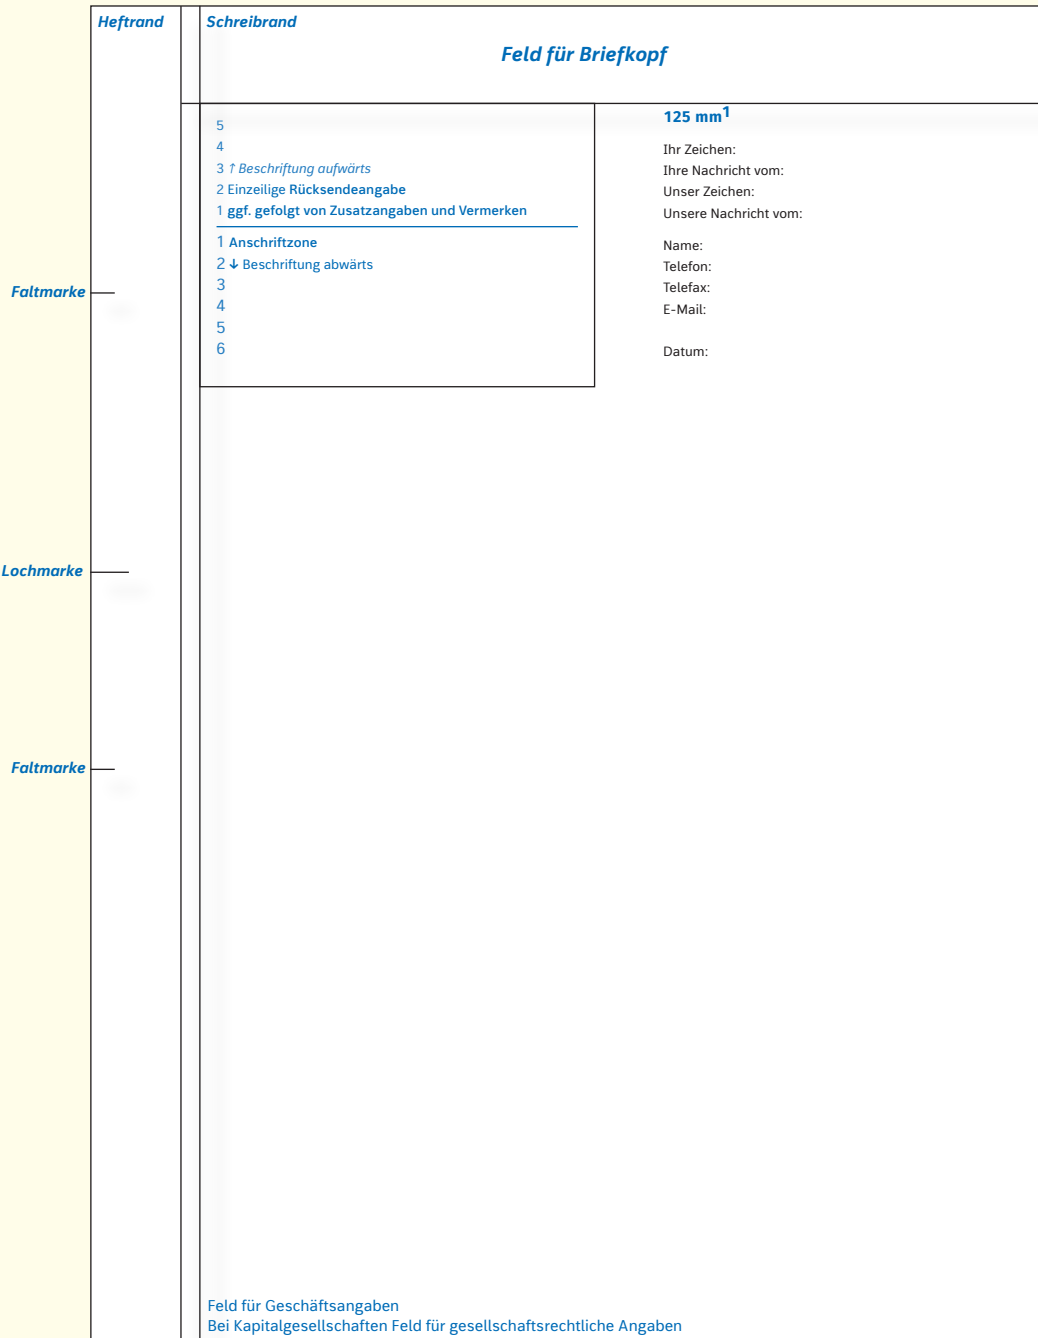 Heftrand
Schreibrand
Feld für Briefkopf
5
4
3 ↑ Beschriftung aufwärts
2 Einzeilige Rücksendeangabe
1 ggf. gefolgt von Zusatzangaben und Vermerken
1 Anschriftzone
2 ↓ Beschriftung abwärts
3
4
5
6
125 mm1
Ihr Zeichen:
Ihre Nachricht vom:
Unser Zeichen:
Unsere Nachricht vom:
Name:
Telefon:
Telefax:
E-Mail:
Datum:
Faltmarke
Lochmarke
Faltmarke
Feld für Geschäftsangaben
Bei Kapitalgesellschaften Feld für gesellschaftsrechtliche Angaben